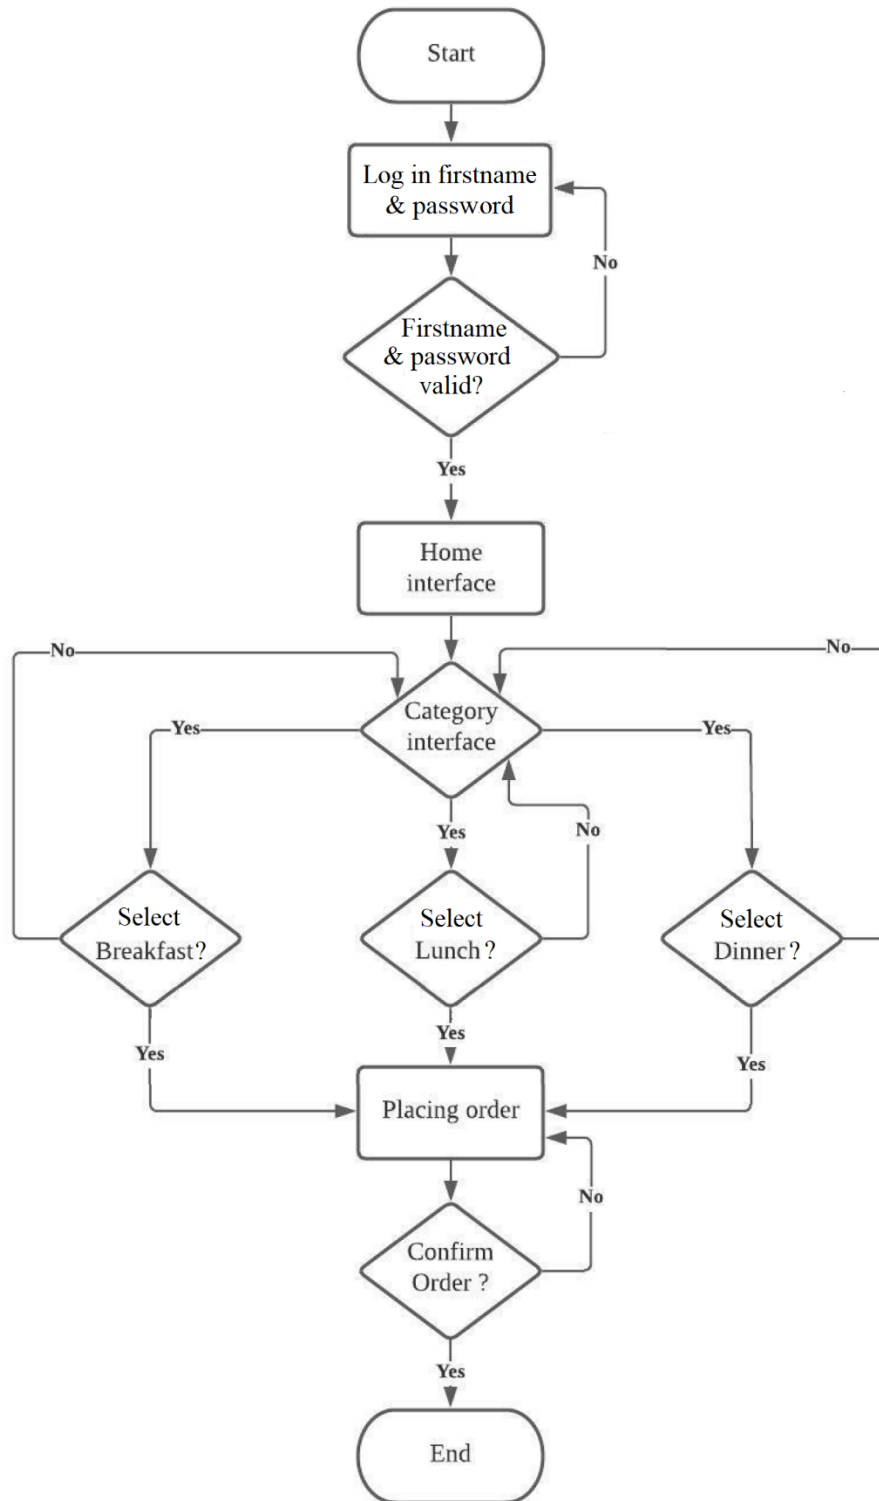 Start
Log in firstname
& password
No
Firstname
& password
valid?
Yes
Home
interface
No
No
Category
interface
Yes
Yes
Yes
No
Select
Breakfast?
Select
Lunch ?
Select
Dinner ?
Yes
Yes
Yes
Placing order
No
Confirm
Order ?
Yes
End